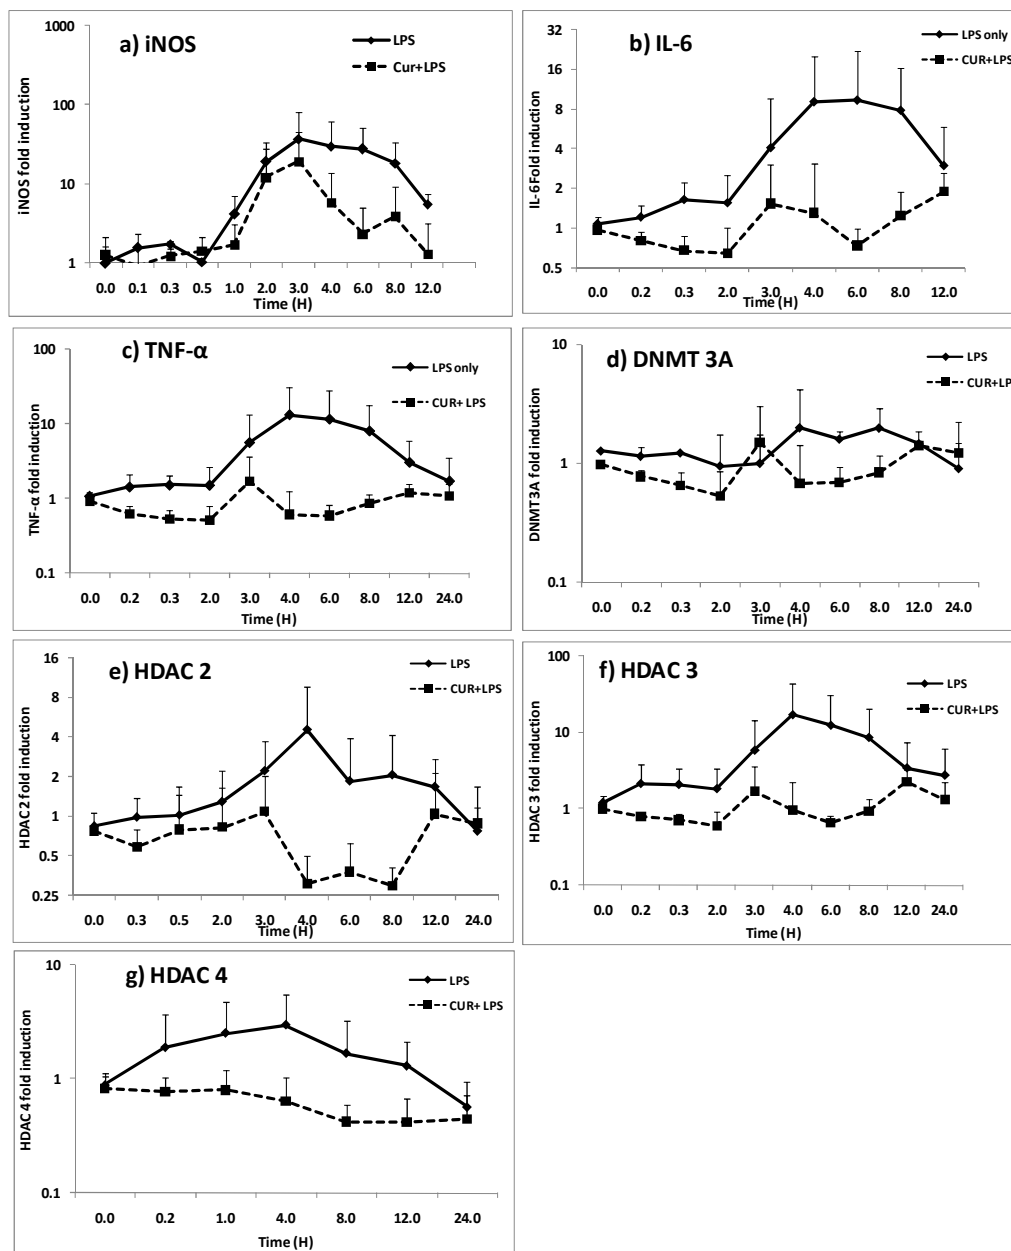 a) iNOS
LPS
Cur+LPS
iNOS fold induction
1000
100
10
1
0.0 0.1 0.3 0.5 1.0 2.0 3.0 4.0 6.0 8.0 12.0
Time (H)
b) IL-6
LPS only
CUR+LPS
IL-6 Fold induction
32
16
8
4
2
1
0.5
0.0 0.2 0.3 2.0 3.0 4.0 6.0 8.0 12.0
Time (H)
c) TNF-α
LPS only
CUR+ LPS
TNF-α fold induction
100
10
1
0.1
0.0 0.2 0.3 2.0 3.0 4.0 6.0 8.0 12.0 24.0
Time (H)
d) DNMT 3A
LPS
CUR+LPS
DNMT3A fold induction
10
1
0.1
0.0 0.2 0.3 2.0 3.0 4.0 6.0 8.0 12.0 24.0
Time (H)
e) HDAC 2
LPS
CUR+LPS
HDAC 2 fold induction
16
8
4
2
1
0.5
0.25
0.0 0.3 0.5 2.0 3.0 4.0 6.0 8.0 12.0 24.0
Time (H)
f) HDAC 3
LPS
CUR+LPS
HDAC 3 fold induction
100
10
1
0.1
0.0 0.2 0.3 2.0 3.0 4.0 6.0 8.0 12.0 24.0
Time (H)
g) HDAC 4
LPS
CUR+ LPS
HDAC 4 fold induction
10
1
0.1
0.0 0.2 1.0 4.0 8.0 12.0 24.0
Time (H)